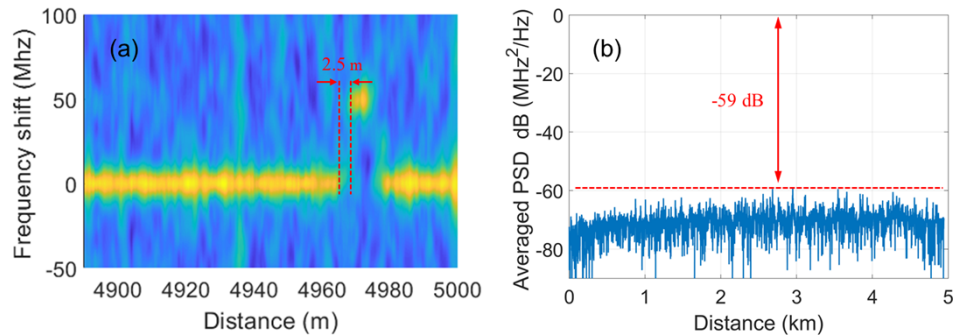 (a)
2.5 m
Frequency shift (Mhz)
100
50
0
-50
4900 4920 4940 4960 4980 5000
Distance (m)
(b)
-59 dB
Averaged PSD dB (MHz²/Hz)
0
-20
-40
-60
-80
0 1 2 3 4 5
Distance (km)